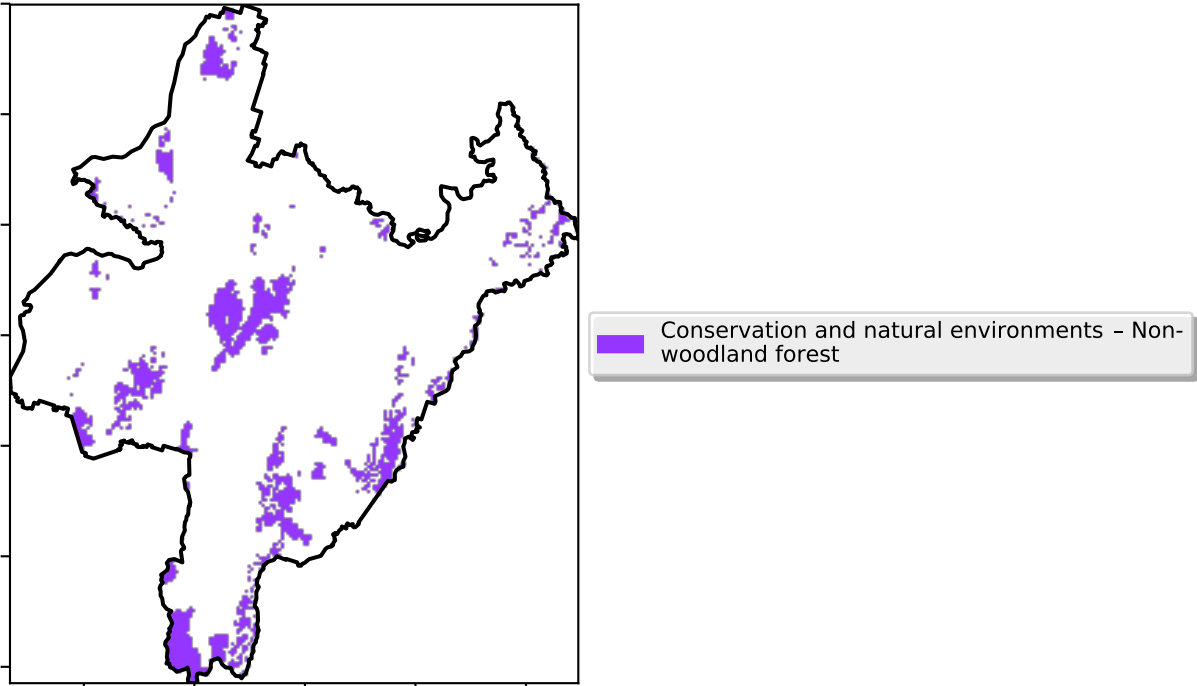 Conservation and natural environments – Non-
woodland forest